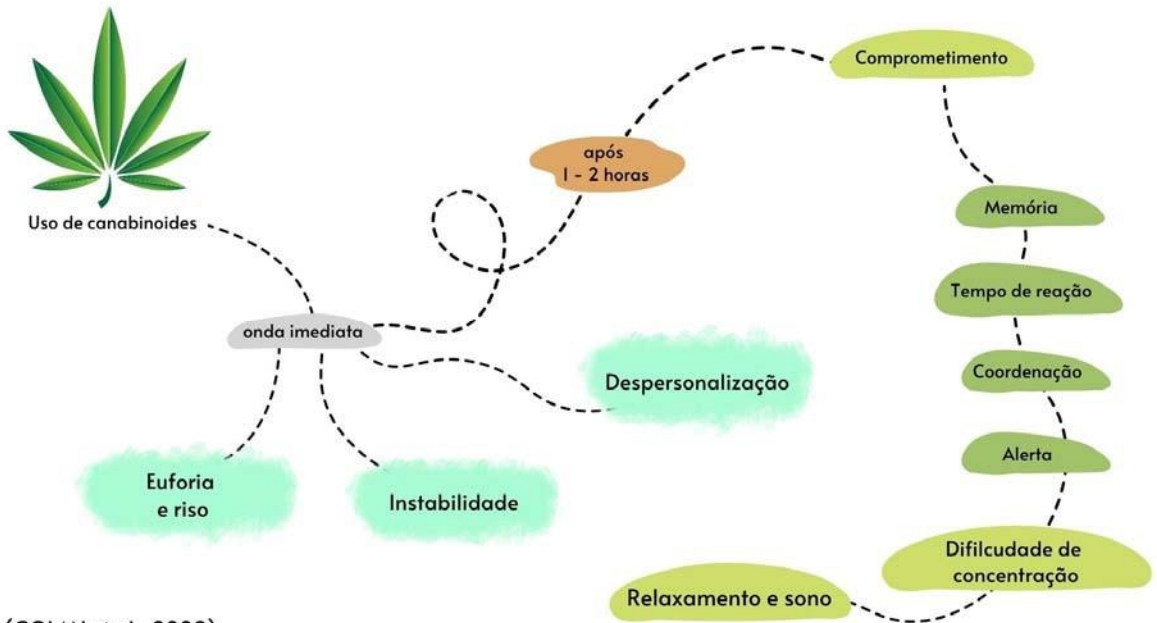 Comprometimento
após
1 - 2 horas
Uso de canabinoides
Memória
Tempo de reação
onda imediata
Despersonalização
Coordenação
Alerta
Euforia
e riso
Instabilidade
Difilcudade de
concentração
Relaxamento e sono